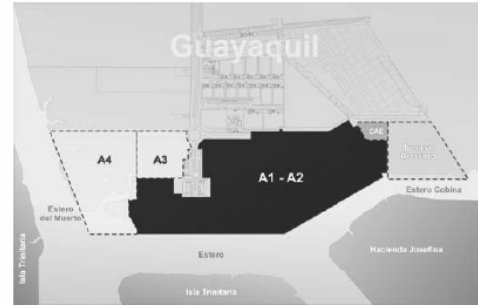 Guayaquil
A4
A3
A1 - A2
CAE
Estero
del Muerto
Estero Cobina
Estero
Hacienda Josefina
Isla Trinitaria
Isla Trinitaria